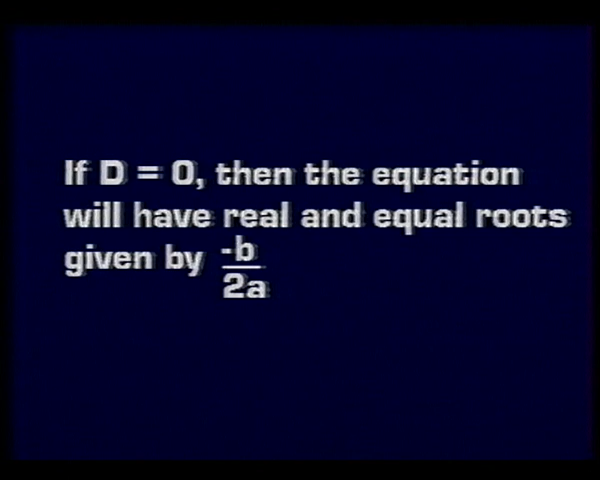 If D = 0, then the equation
will have real and equal roots
given by -b/2a